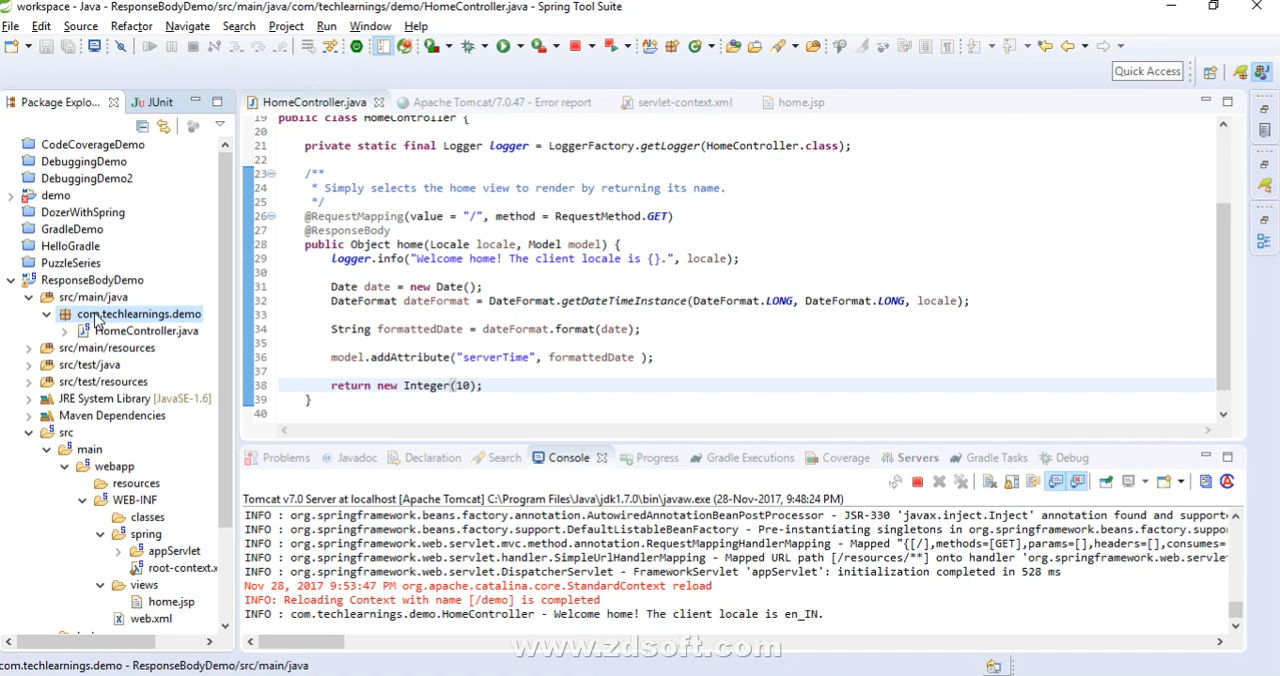 workspace - Java - ResponseBodyDemo/src/main/java/com/techlearnings/demo/HomeController.java - Spring Tool Suite
File Edit Source Refactor Navigate Search Project Run Window Help
Quick Access
Package Explo...
JUnit
HomeController.java
Apache Tomcat/7.0.47 - Error report
servlet-context.xml
home.jsp
CodeCoverageDemo
DebuggingDemo
DebuggingDemo2
demo
DozerWithSpring
GradleDemo
HelloGradle
PuzzleSeries
ResponseBodyDemo
src/main/java
com.techlearnings.demo
HomeController.java
src/main/resources
src/test/java
src/test/resources
JRE System Library [JavaSE-1.6]
Maven Dependencies
src
main
webapp
resources
WEB-INF
classes
spring
appServlet
root-context.x
views
home.jsp
web.xml
19 public class HomeController {
20
21 private static final Logger logger = LoggerFactory.getLogger(HomeController.class);
22
23 /**
24 * Simply selects the home view to render by returning its name.
25 */
26 @RequestMapping(value = "/", method = RequestMethod.GET)
27 @ResponseBody
28 public Object home(Locale locale, Model model) {
29 logger.info("Welcome home! The client locale is {}.", locale);
30
31 Date date = new Date();
32 DateFormat dateFormat = DateFormat.getDateTimeInstance(DateFormat.LONG, DateFormat.LONG, locale);
33
34 String formattedDate = dateFormat.format(date);
35
36 model.addAttribute("serverTime", formattedDate );
37
38 return new Integer(10);
39 }
40
Problems Javadoc Declaration Search Console Progress Gradle Executions Coverage Servers Gradle Tasks Debug
Tomcat v7.0 Server at localhost [Apache Tomcat] C:\Program Files\Java\jdk1.7.0\bin\javaw.exe (28-Nov-2017, 9:48:24 PM)
INFO : org.springframework.beans.factory.annotation.AutowiredAnnotationBeanPostProcessor - JSR-330 'javax.inject.Inject' annotation found and supporte
INFO : org.springframework.beans.factory.support.DefaultListableBeanFactory - Pre-instantiating singletons in org.springframework.beans.factory.suppor
INFO : org.springframework.web.servlet.mvc.method.annotation.RequestMappingHandlerMapping - Mapped "{[/],methods=[GET],params=[],headers=[],consumes=
INFO : org.springframework.web.servlet.handler.SimpleUrlHandlerMapping - Mapped URL path [/resources/**] onto handler 'org.springframework.web.servlet
INFO : org.springframework.web.servlet.DispatcherServlet - FrameworkServlet 'appServlet': initialization completed in 528 ms
Nov 28, 2017 9:53:47 PM org.apache.catalina.core.StandardContext reload
INFO: Reloading Context with name [/demo] is completed
INFO : com.techlearnings.demo.HomeController - Welcome home! The client locale is en_IN.
www.zdsoft.com
com.techlearnings.demo - ResponseBodyDemo/src/main/java